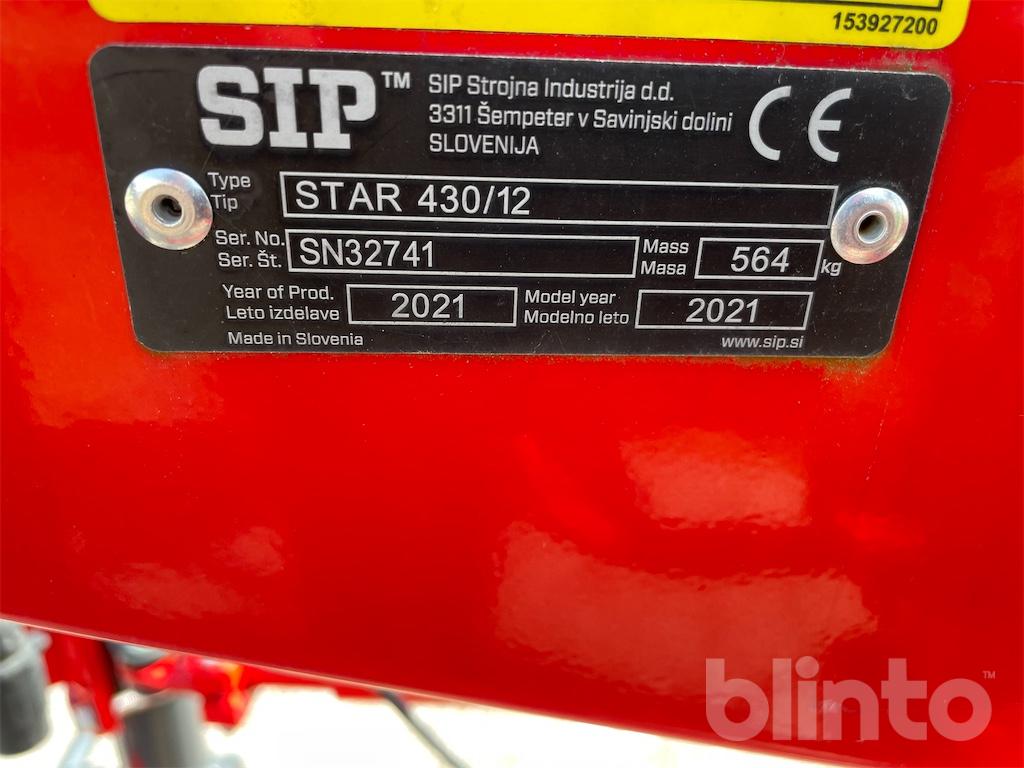 153927200
SIP™
SIP Strojna Industrija d.d.
3311 Šempeter v Savinjski dolini
SLOVENIJA
CE
Type
Tip
STAR 430/12
Ser. No.
Ser. Št.
SN32741
Mass
Masa
564
kg
Year of Prod.
Leto izdelave
2021
Model year
Modelno leto
2021
Made in Slovenia
www.sip.si
blinto™